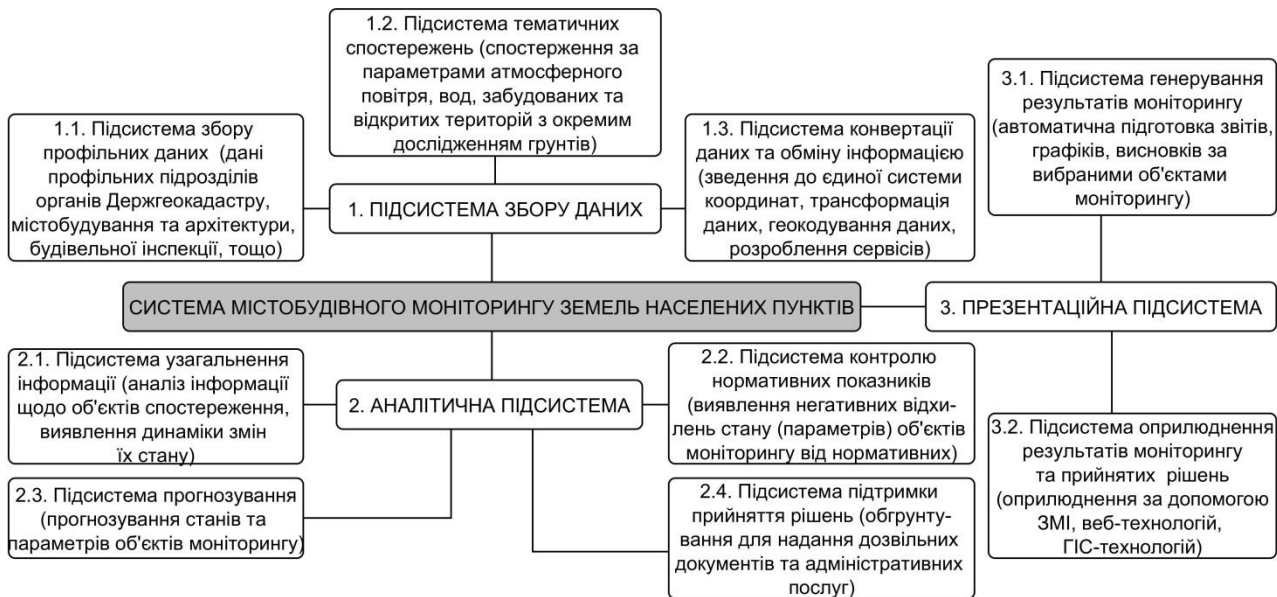 1.2. Підсистема тематичних
спостережень (спостерження за
параметрами атмосферного
повітря, вод, забудованих та
відкритих територій з окремим
дослідженням грунтів)
1.1. Підсистема збору
профільних даних (дані
профільних підрозділів
органів Держгеокадастру,
містобудування та архітектури,
будівельної інспекції, тощо)
1. ПІДСИСТЕМА ЗБОРУ ДАНИХ
1.3. Підсистема конвертації
даних та обміну інформацією
(зведення до єдиної системи
координат, трансформація
даних, геокодування даних,
розроблення сервісів)
3.1. Підсистема генерування
результатів моніторингу
(автоматична підготовка звітів,
графіків, висновків за
вибраними об'єктами
моніторингу)
СИСТЕМА МІСТОБУДІВНОГО МОНІТОРИНГУ ЗЕМЕЛЬ НАСЕЛЕНИХ ПУНКТІВ
3. ПРЕЗЕНТАЦІЙНА ПІДСИСТЕМА
2.1. Підсистема узагальнення
інформації (аналіз інформації
щодо об'єктів спостереження,
виявлення динаміки змін
їх стану)
2. АНАЛІТИЧНА ПІДСИСТЕМА
2.2. Підсистема контролю
нормативних показників
(виявлення негативних відхи-
лень стану (параметрів) об'єктів
моніторингу від нормативних)
2.3. Підсистема прогнозування
(прогнозування станів та
параметрів об'єктів моніторингу)
2.4. Підсистема підтримки
прийняття рішень (обгрунту-
вання для надання дозвільних
документів та адміністративних
послуг)
3.2. Підсистема оприлюднення
результатів моніторингу
та прийнятих рішень
(оприлюднення за допомогою
ЗМІ, веб-технологій,
ГІС-технологій)